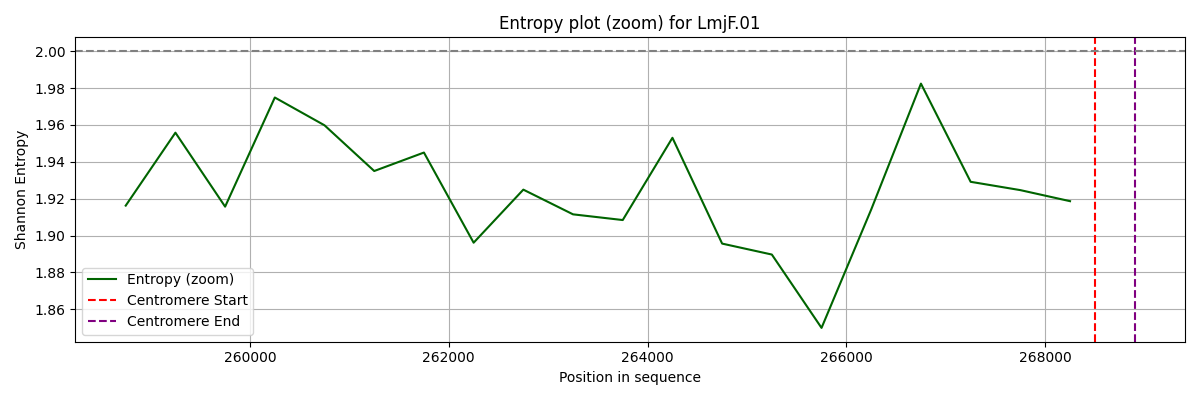 Entropy plot (zoom) for LmjF.01
Shannon Entropy
2.00
1.98
1.96
1.94
1.92
1.90
1.88
1.86
Entropy (zoom)
Centromere Start
Centromere End
260000 262000 264000 266000 268000
Position in sequence